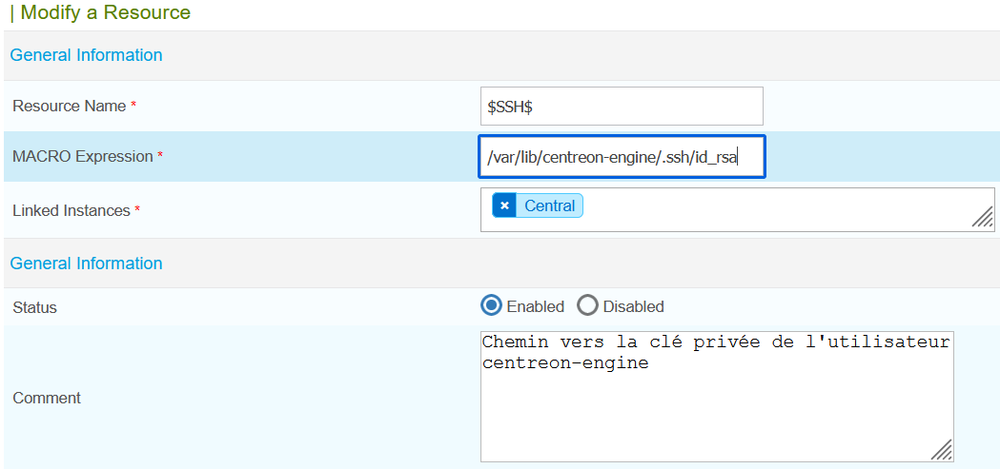 | Modify a Resource
General Information
Resource Name * $SSH$
MACRO Expression * /var/lib/centreon-engine/.ssh/id_rsa
Linked Instances * × Central
General Information
Status Enabled Disabled
Comment Chemin vers la clé privée de l'utilisateur
centreon-engine